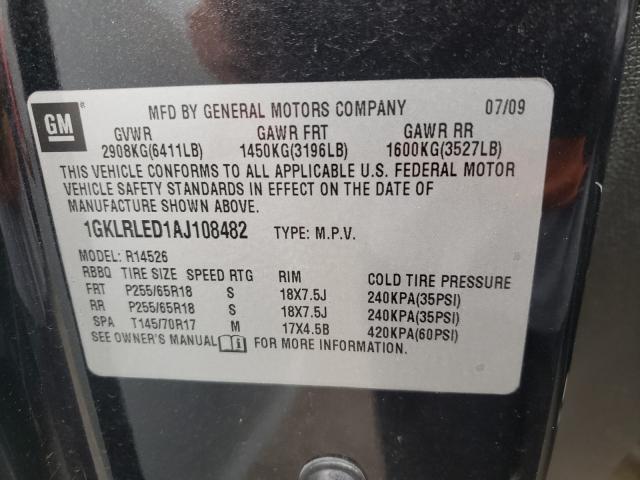 GM
MFD BY GENERAL MOTORS COMPANY 07/09
GVWR GAWR FRT GAWR RR
2908KG(6411LB) 1450KG(3196LB) 1600KG(3527LB)
THIS VEHICLE CONFORMS TO ALL APPLICABLE U.S. FEDERAL MOTOR
VEHICLE SAFETY STANDARDS IN EFFECT ON THE DATE OF
MANUFACTURE SHOWN ABOVE.
1GKLRLED1AJ108482 TYPE: M.P.V.
MODEL: R14526
RBBQ TIRE SIZE SPEED RTG RIM COLD TIRE PRESSURE
FRT P255/65R18 S 18X7.5J 240KPA(35PSI)
RR P255/65R18 S 18X7.5J 240KPA(35PSI)
SPA T145/70R17 M 17X4.5B 420KPA(60PSI)
SEE OWNER'S MANUAL FOR MORE INFORMATION.